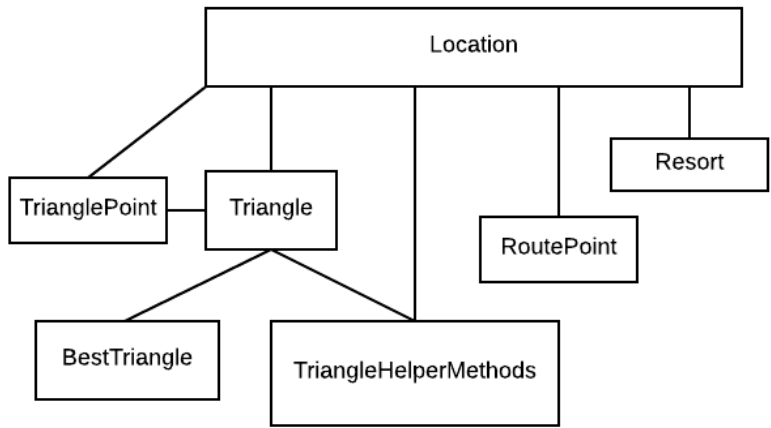 Location
Resort
TrianglePoint
Triangle
RoutePoint
BestTriangle
TriangleHelperMethods